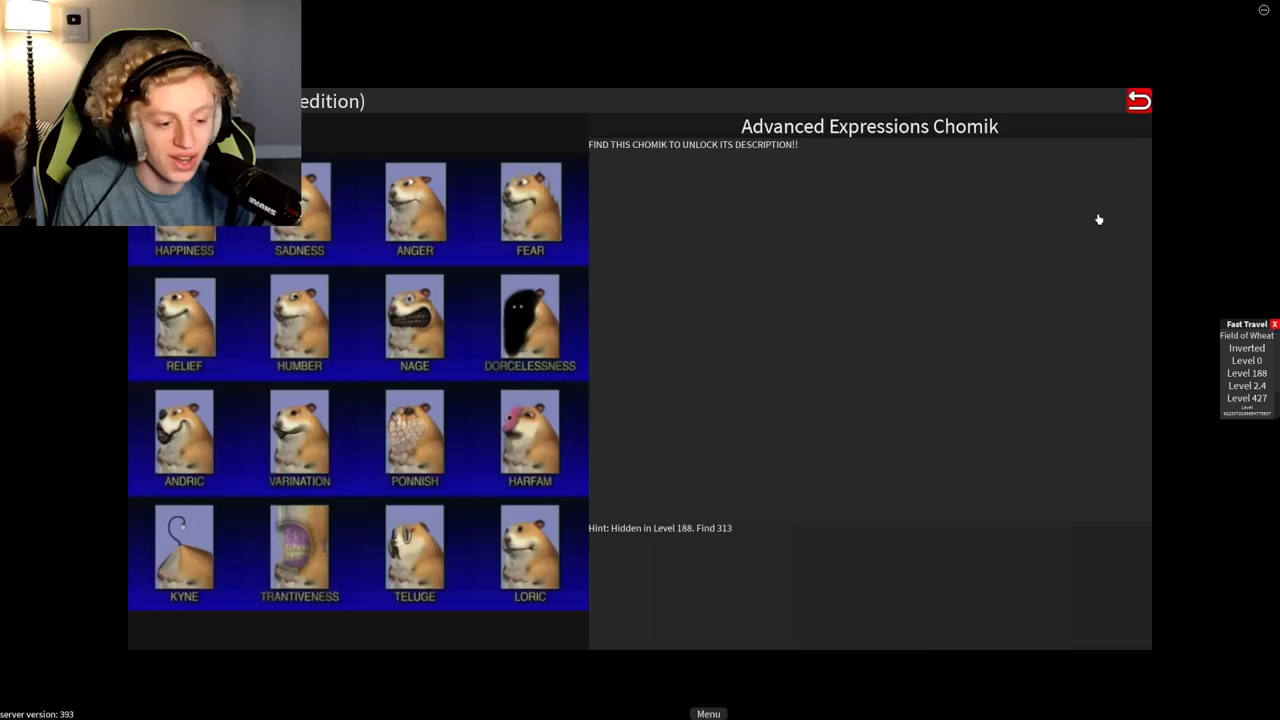 edition)
Advanced Expressions Chomik
FIND THIS CHOMIK TO UNLOCK ITS DESCRIPTION!!
HAPPINESS SADNESS ANGER FEAR
RELIEF HUMBER NAGE DORCELESSNESS
ANDRIC VARINATION PONNISH HARFAM
KYNE TRANTIVENESS TELUGE LORIC
Hint: Hidden in Level 188. Find 313
Fast Travel X
Field of Wheat
Inverted
Level 0
Level 188
Level 2.4
Level 427
Level
server version: 393
Menu